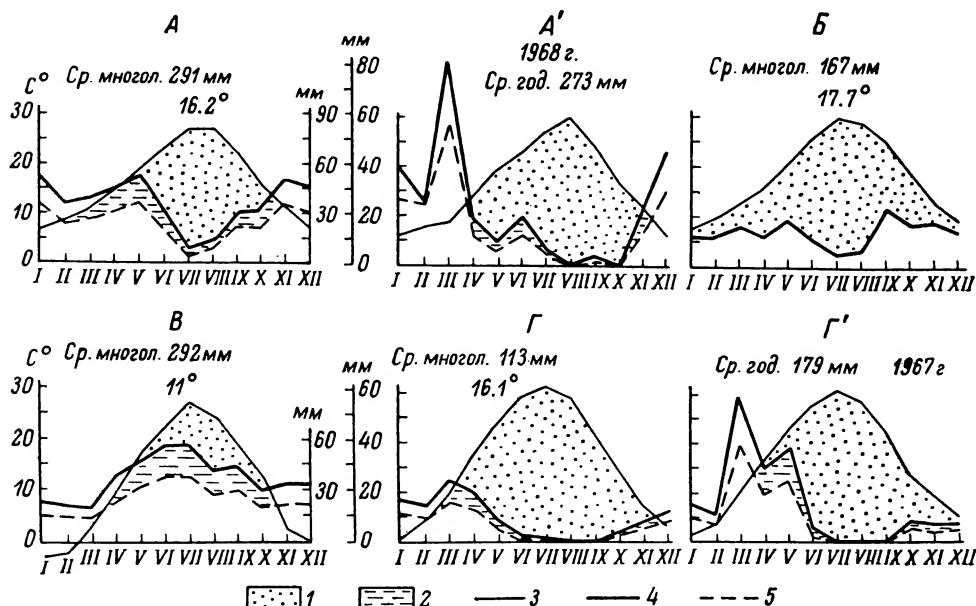 А
Ср. многол. 291 мм
16.2°
С°
мм
30
20
10
0
90
60
30
I II III IV V VI VII VIII IX X XI XII
А'
1968 г.
Ср. год. 273 мм
мм
80
60
40
20
0
I II III IV V VI VII VIII IX X XI XII
Б
Ср. многол. 167 мм
17.7°
I II III IV V VI VII VIII IX X XI XII
В
Ср. многол. 292 мм
11°
С°
мм
30
20
10
0
60
30
I II III IV V VI VII VIII IX X XI XII
Г
Ср. многол. 113 мм
16.1°
мм
60
40
20
0
I II III IV V VI VII VIII IX X XI XII
Г'
Ср. год. 179 мм 1967 г
I II III IV V VI VII VIII IX X XI XII
1 2 3 4 5